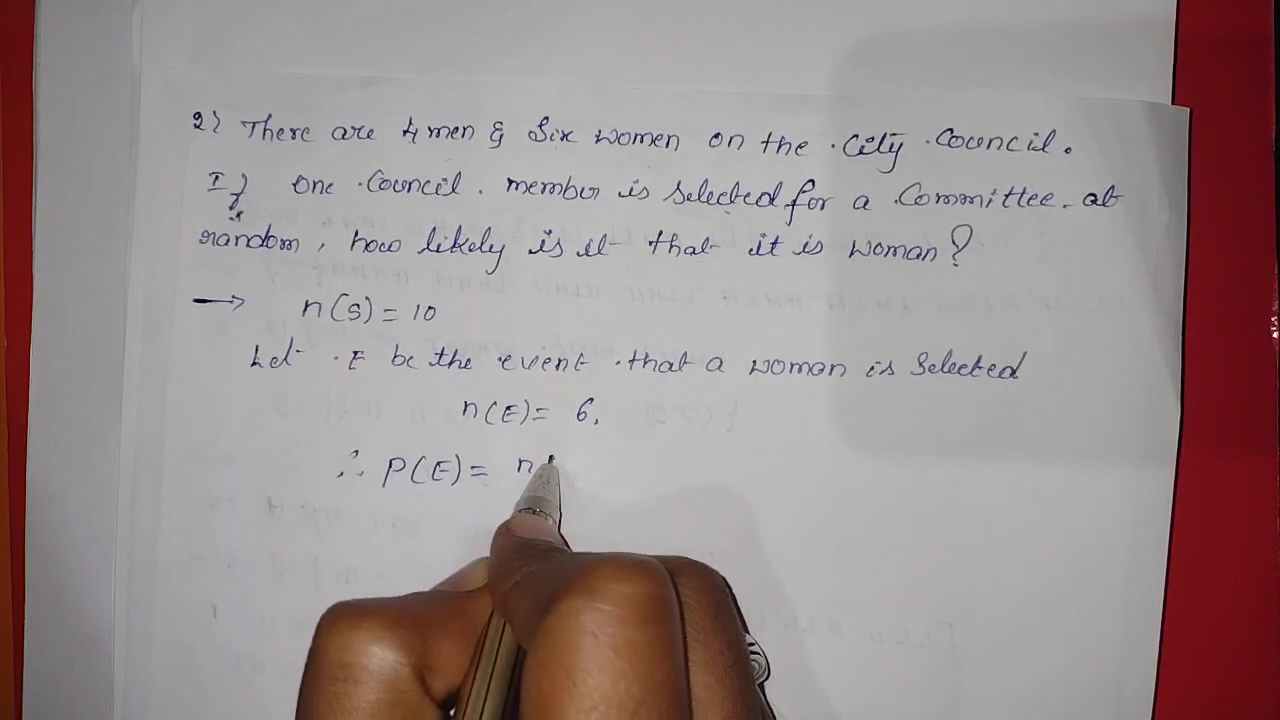 2) There are 4 men & Six women on the City Council.
If one Council member is Selected for a Committee at
random, how likely is it that it is woman?
→ n(S) = 10
Let E be the event that a woman is Selected
n(E) = 6.
∴ P(E) = n